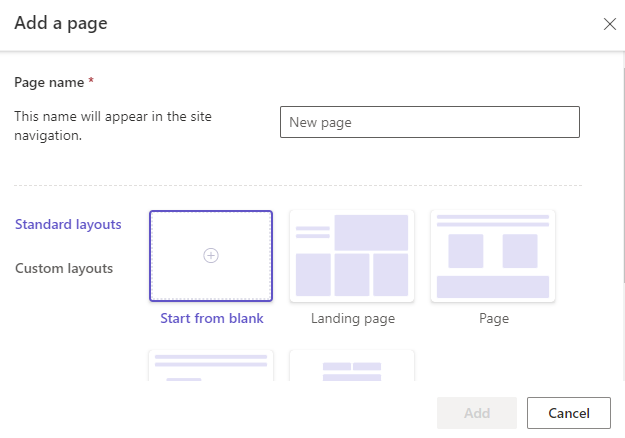 Add a page
Page name *
This name will appear in the site
navigation.
New page
Standard layouts
Custom layouts
Start from blank
Landing page
Page
Add
Cancel